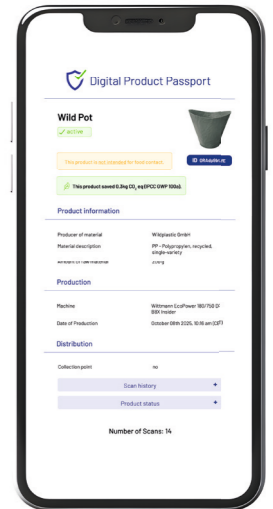 Digital Product Passport
Wild Pot
ACTIVE
This product is not intended for food contact.
This product saved 0.3kg CO₂ eq (IPCC GWP 100a).
Product information
Producer of material Wildplastic GmbH
Material description PP - Polypropylen, recycled,
single-variety
Production
Machine Wittmann EcoPower 180/750 D-
BOX Insider
Date of Production October 08th 2025, 10:16 am
Distribution
Collection point no
Scan history +
Product status +
Number of Scans: 14